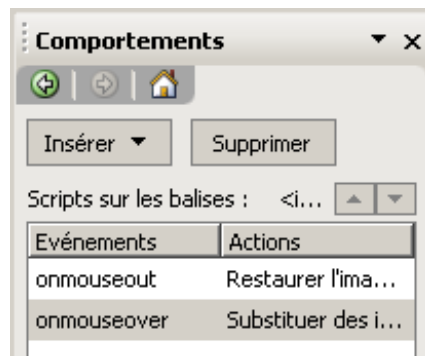 Comportements
Insérer Supprimer
Scripts sur les balises : <i...
Evénements Actions
onmouseout Restaurer l'ima...
onmouseover Substituer des i...